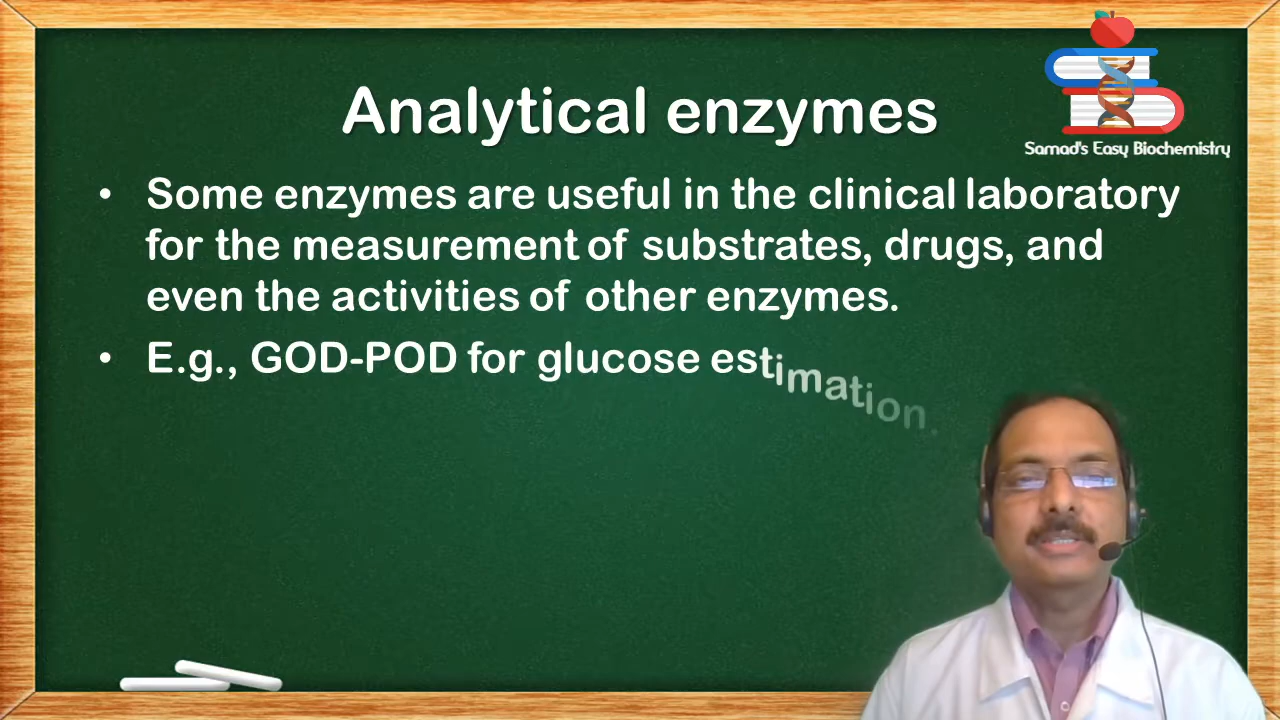 Samad's Easy Biochemistry
Analytical enzymes
• Some enzymes are useful in the clinical laboratory
for the measurement of substrates, drugs, and
even the activities of other enzymes.
• E.g., GOD-POD for glucose estimation.